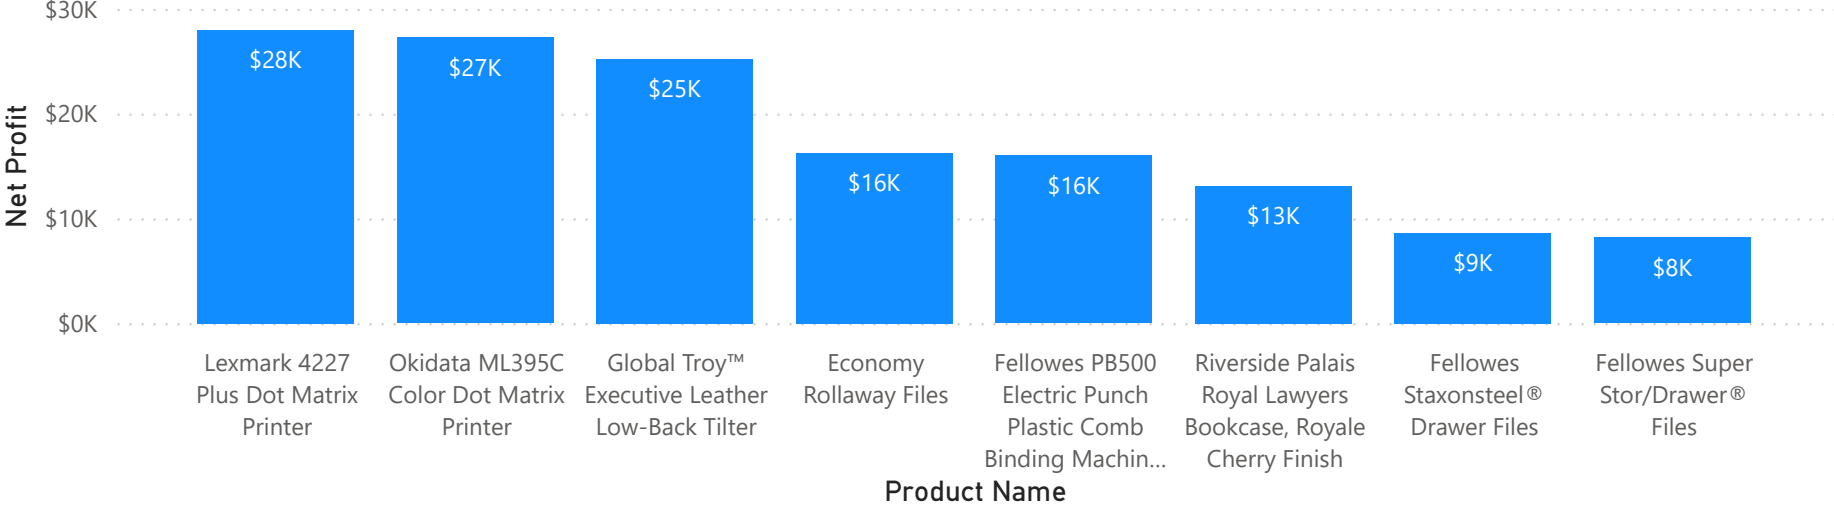 $30K
$28K
$27K
$25K
$20K
$16K
$16K
$13K
$10K
$9K
$8K
$0K
Net Profit
Lexmark 4227
Plus Dot Matrix
Printer
Okidata ML395C
Color Dot Matrix
Printer
Global Troy™
Executive Leather
Low-Back Tilter
Economy
Rollaway Files
Fellowes PB500
Electric Punch
Plastic Comb
Binding Machin...
Riverside Palais
Royal Lawyers
Bookcase, Royale
Cherry Finish
Fellowes
Staxonsteel®
Drawer Files
Fellowes Super
Stor/Drawer®
Files
Product Name